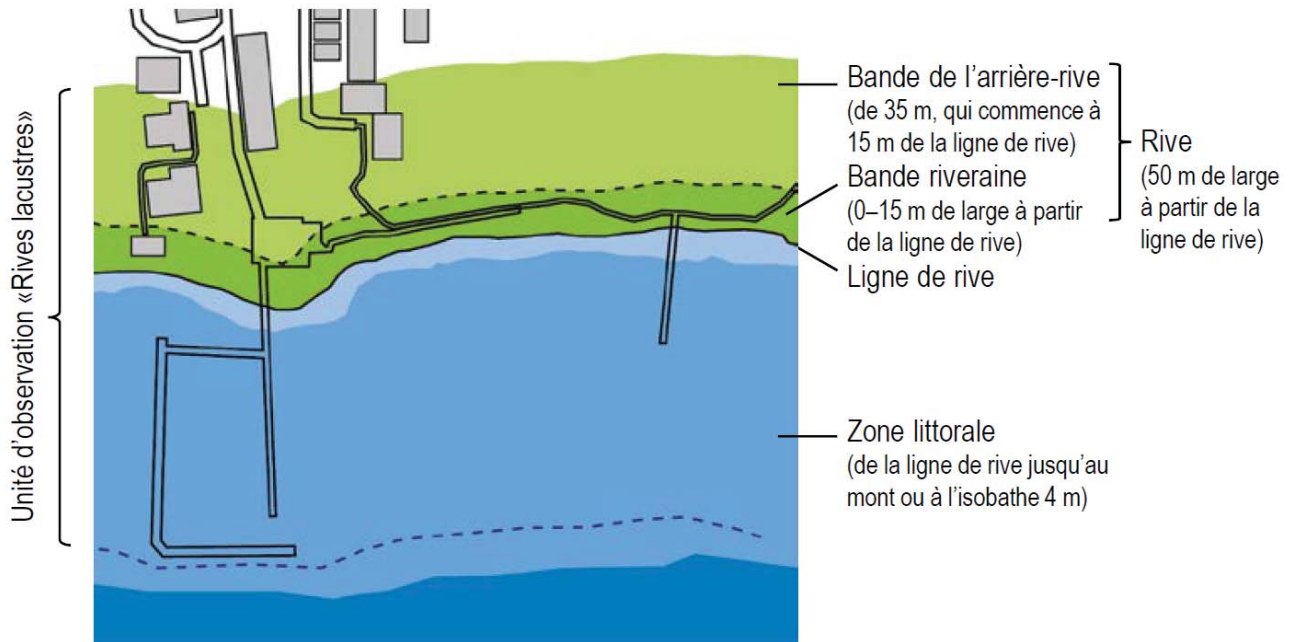 Unité d'observation «Rives lacustres»
Bande de l'arrière-rive
(de 35 m, qui commence à
15 m de la ligne de rive)
Bande riveraine
(0–15 m de large à partir
de la ligne de rive)
Ligne de rive
Rive
(50 m de large
à partir de la
ligne de rive)
Zone littorale
(de la ligne de rive jusqu'au
mont ou à l'isobathe 4 m)